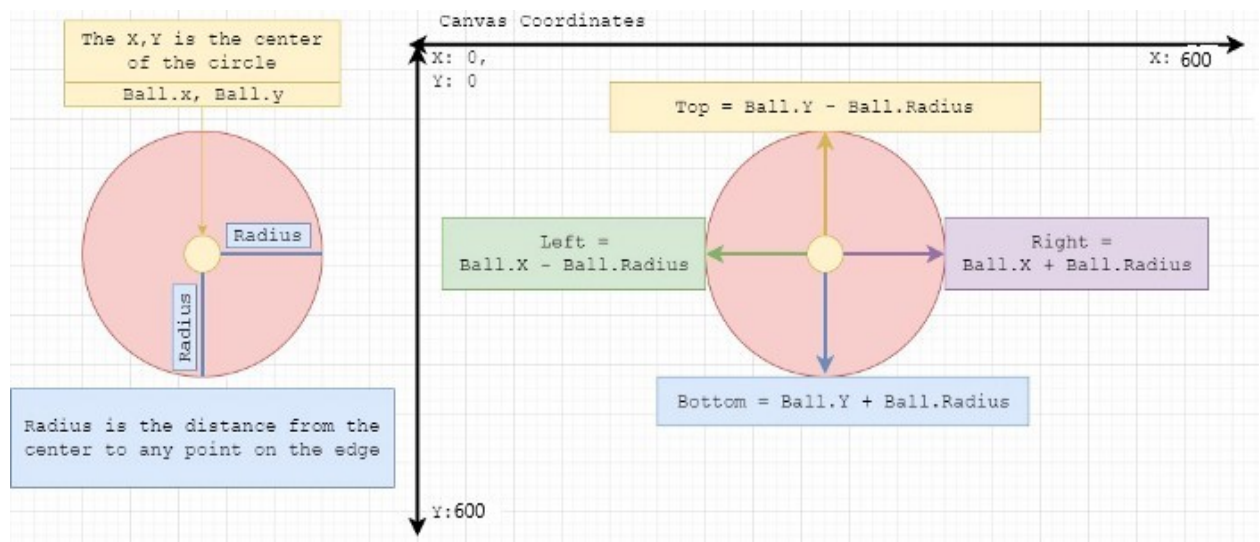 The X,Y is the center
of the circle
Ball.x, Ball.y
Radius
Radius
Radius is the distance from the
center to any point on the edge
Canvas Coordinates
X: 0,
Y: 0
X: 600
Top = Ball.Y - Ball.Radius
Left =
Ball.X - Ball.Radius
Right =
Ball.X + Ball.Radius
Bottom = Ball.Y + Ball.Radius
Y:600